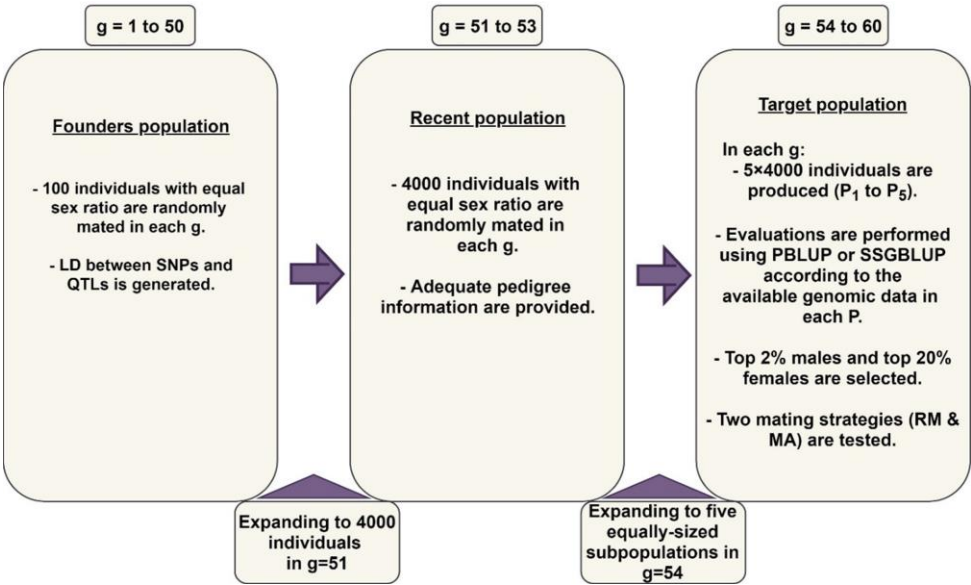 g = 1 to 50
Founders population
- 100 individuals with equal
sex ratio are randomly
mated in each g.
- LD between SNPs and
QTLs is generated.
Expanding to 4000
individuals
in g=51
g = 51 to 53
Recent population
- 4000 individuals with
equal sex ratio are
randomly mated in
each g.
- Adequate pedigree
information are provided.
Expanding to five
equally-sized
subpopulations in
g=54
g = 54 to 60
Target population
In each g:
- 5×4000 individuals are
produced (P₁ to P₅).
- Evaluations are performed
using PBLUP or SSGBLUP
according to the
available genomic data in
each P.
- Top 2% males and top 20%
females are selected.
- Two mating strategies (RM &
MA) are tested.